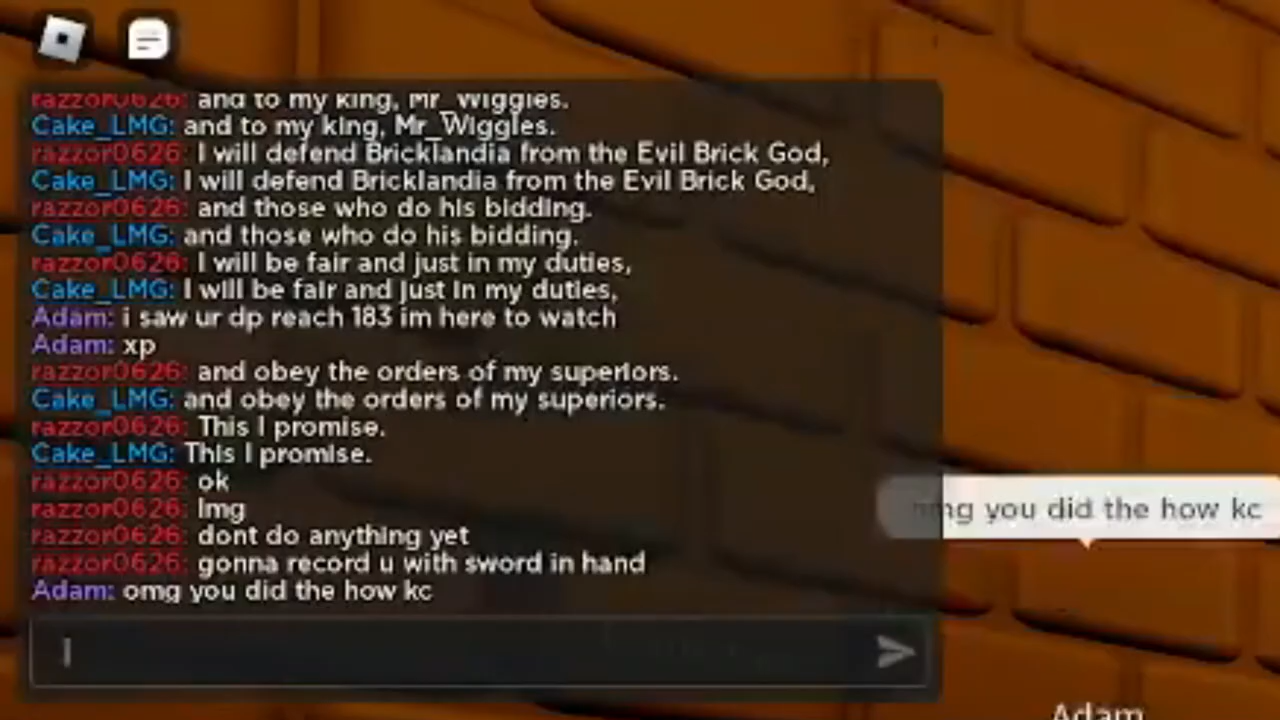 razzor0626: and to my king, Mr_Wiggles.
Cake_LMG: and to my king, Mr_Wiggles.
razzor0626: I will defend Bricklandia from the Evil Brick God,
Cake_LMG: I will defend Bricklandia from the Evil Brick God,
razzor0626: and those who do his bidding.
Cake_LMG: and those who do his bidding.
razzor0626: I will be fair and just in my duties,
Cake_LMG: I will be fair and just in my duties,
Adam: i saw ur dp reach 183 im here to watch
Adam: xp
razzor0626: and obey the orders of my superiors.
Cake_LMG: and obey the orders of my superiors.
razzor0626: This I promise.
Cake_LMG: This I promise.
razzor0626: ok
razzor0626: lmg
razzor0626: dont do anything yet
razzor0626: gonna record u with sword in hand
Adam: omg you did the how kc
omg you did the how kc
Adam